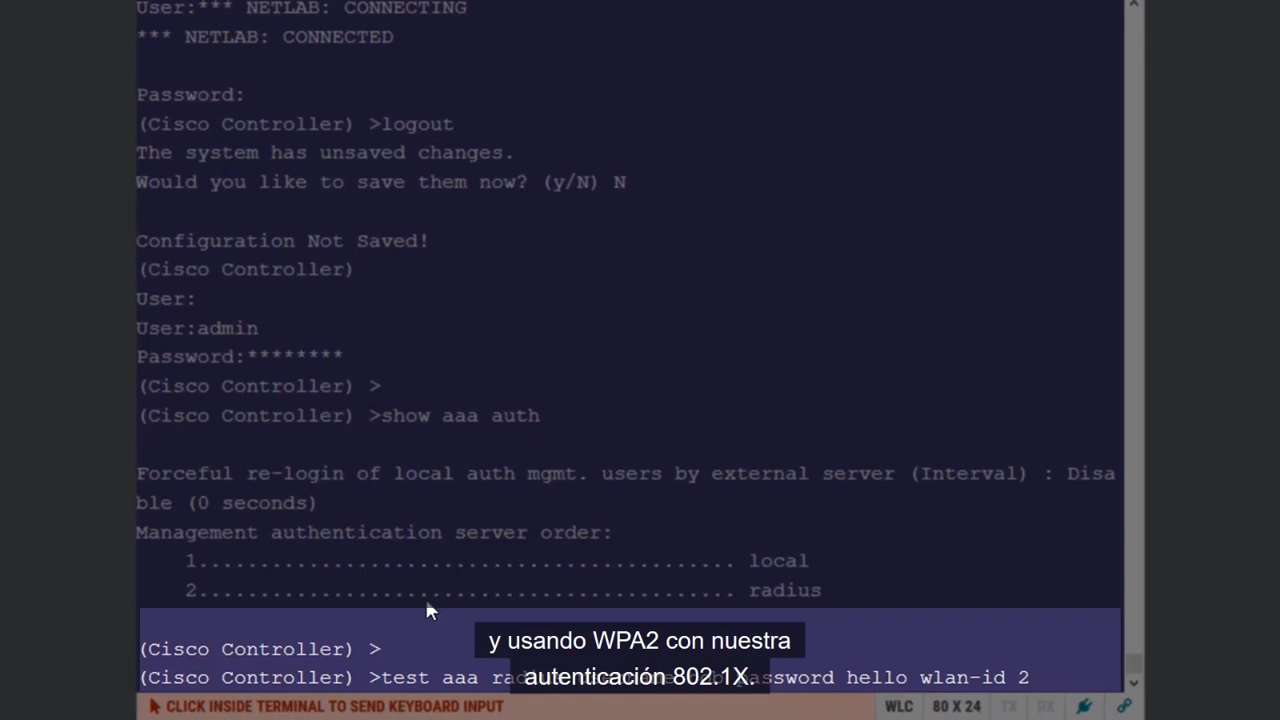 User:*** NETLAB: CONNECTING
*** NETLAB: CONNECTED
Password:
(Cisco Controller) >logout
The system has unsaved changes.
Would you like to save them now? (y/N) N
Configuration Not Saved!
(Cisco Controller)
User:
User:admin
Password:********
(Cisco Controller) >
(Cisco Controller) >show aaa auth
Forceful re-login of local auth mgmt. users by external server (Interval) : Disa
ble (0 seconds)
Management authentication server order:
1............................................ local
2............................................ radius
(Cisco Controller) >
(Cisco Controller) >test aaa password hello wlan-id 2
y usando WPA2 con nuestra
autenticación 802.1X.
CLICK INSIDE TERMINAL TO SEND KEYBOARD INPUT
WLC
80 X 24
TX
RX